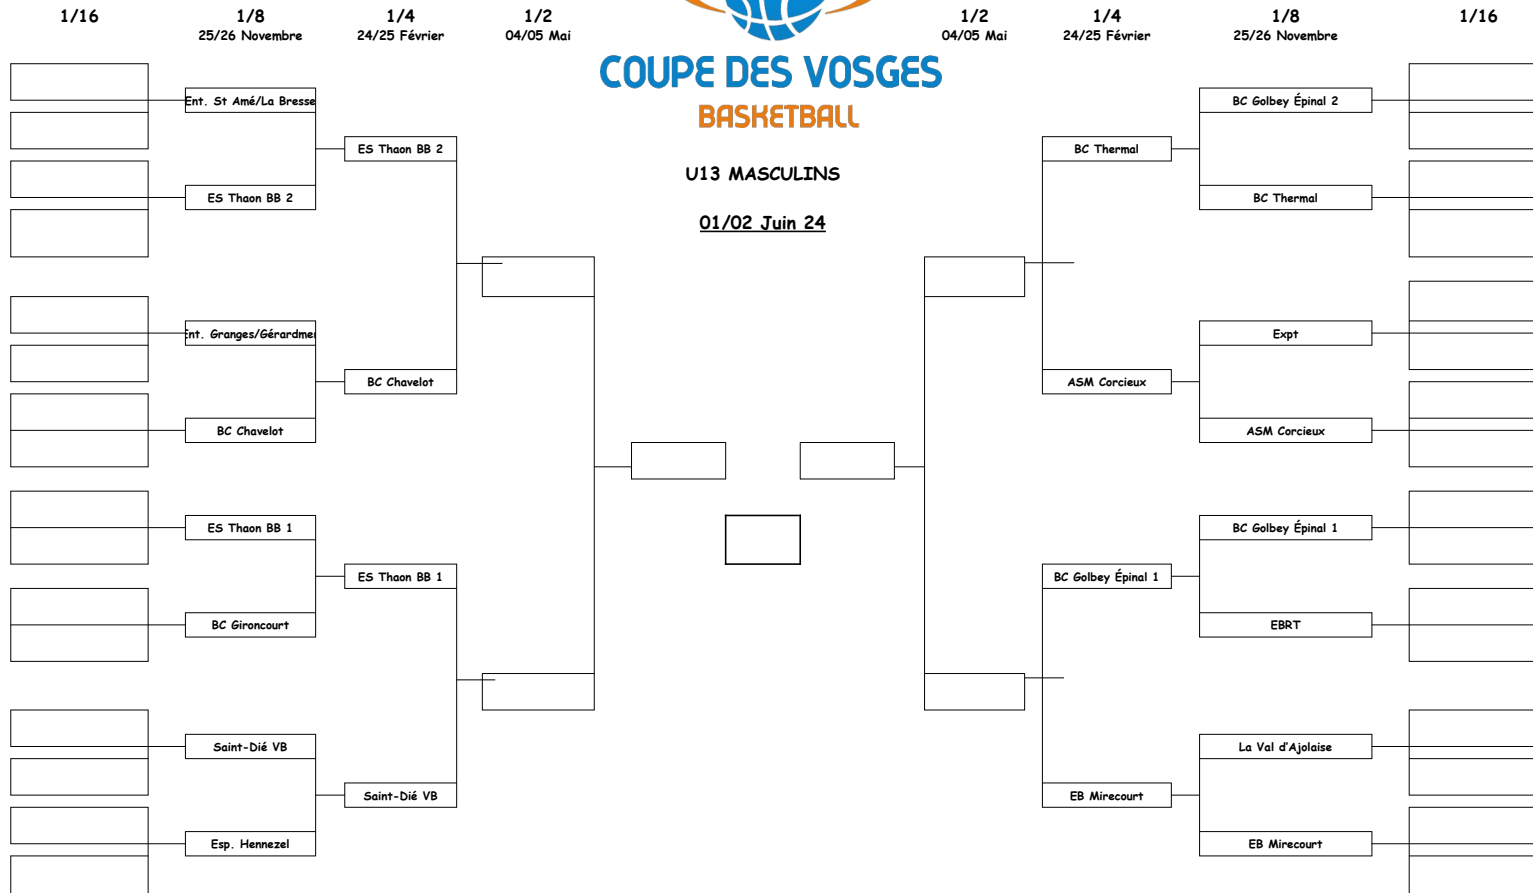 1/16
1/8
1/4
1/2
1/2
1/4
1/8
1/16
25/26 Novembre
24/25 Février
04/05 Mai
04/05 Mai
24/25 Février
25/26 Novembre
COUPE DES VOSGES
BASKETBALL
U13 MASCULINS
01/02 Juin 24
Ent. St Amé/La Bresse
BC Golbey Épinal 2
ES Thaon BB 2
BC Thermal
ES Thaon BB 2
BC Thermal
Ent. Granges/Gérardmer
Expt
BC Chavelot
ASM Corcieux
BC Chavelot
ASM Corcieux
ES Thaon BB 1
BC Golbey Épinal 1
ES Thaon BB 1
BC Golbey Épinal 1
BC Gironcourt
EBRT
Saint-Dié VB
La Val d'Ajolaise
Saint-Dié VB
EB Mirecourt
Esp. Hennezel
EB Mirecourt